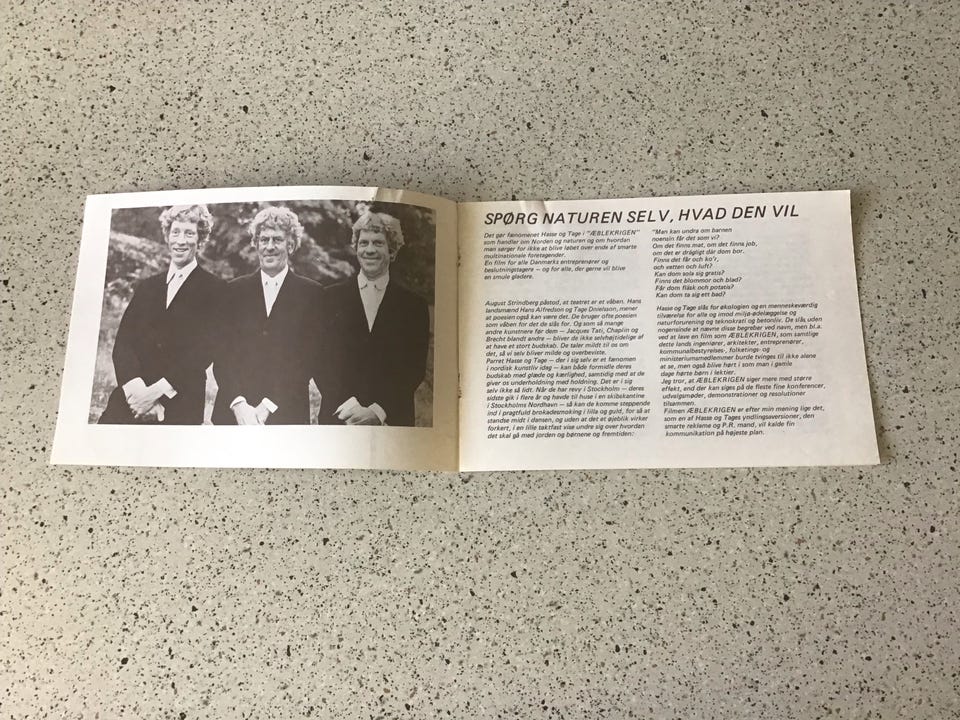 SPØRG NATUREN SELV, HVAD DEN VIL
Det gør fænomenet Hasse og Tage i "ÆBLEKRIGEN"
som handler om Norden og naturen og om hvordan
man sørger for ikke at blive løbet over ende af smarte
multinationale foretagender.
En film for alle Danmarks entreprenører og
beslutningstagere – og for alle, der gerne vil blive
en smule gladere.
August Strindberg påstod, at teatret er et våben. Hans
landsmænd Hans Alfredson og Tage Danielsson, mener
at poesien også kan være det. De bruger ofte poesien
som våben for det de slås for. Og som så mange
andre kunstnere før dem – Jacques Tati, Chaplin og
Brecht blandt andre – bliver de ikke selvhøjtidelige af
at have et stort budskab. De taler mildt til os om
det, så vi selv bliver milde og overbeviste.
Parret Hasse og Tage – der i sig selv er et fænomen
i nordisk kunstliv idag – kan både formidle deres
budskab med glæde og kærlighed, samtidig med at de
giver os underholdning med holdning. Det er i sig
selv ikke så lidt. Når de har revy i Stockholm – deres
sidste gik i flere år og havde til huse i en skibskantine
i Stockholms Nordhavn – så kan de komme steppende
ind i pragtfuld brokadesmoking i lilla og guld, for så at
standse midt i dansen, og uden at det et øjeblik virker
forkert, i en lille taktfast vise undre sig over hvordan
det skal gå med jorden og børnene og fremtiden:
"Man kan undra om barnen
noensin får det som vi?
Om det finns mat, om det finns job,
om det er drägligt där dom bor.
Finns det får och ko'r,
och vatten och luft?
Kan dom sola sig gratis?
Finns det blommor och blad?
Får dom fläsk och potatis?
Kan dom ta sig ett bad?
Hasse og Tage slås for økologien og en menneskeværdig
tilværelse for alle og imod miljø-ødelæggelse og
naturforurening og teknokrati og betonliv. De slås uden
nogensinde at nævne disse begreber ved navn, men bl.a.
ved at lave en film som ÆBLEKRIGEN, som samtlige
dette lands ingeniører, arkitekter, entreprenører,
kommunalbestyrelses-, folketings- og
ministeriumsmedlemmer burde tvinges til ikke alene
at se, men også blive hørt i som man i gamle
dage hørte børn i lektier.
Jeg tror, at ÆBLEKRIGEN siger mere med større
effekt, end der kan siges på de fleste fine konferencer,
udvalgsmøder, demonstrationer og resolutioner
tilsammen.
Filmen ÆBLEKRIGEN er efter min mening lige det,
som en af Hasse og Tages yndlingsaversioner, den
smarte reklame og P.R. mand, vil kalde fin
kommunikation på højeste plan.